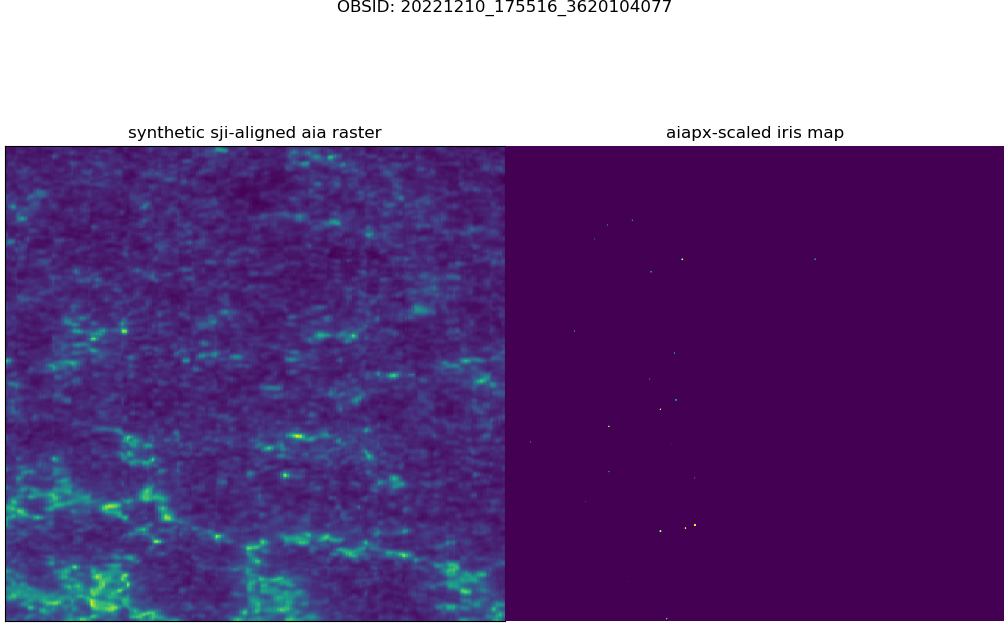 OBSID: 20221210_175516_3620104077
synthetic sji-aligned aia raster
aiapx-scaled iris map